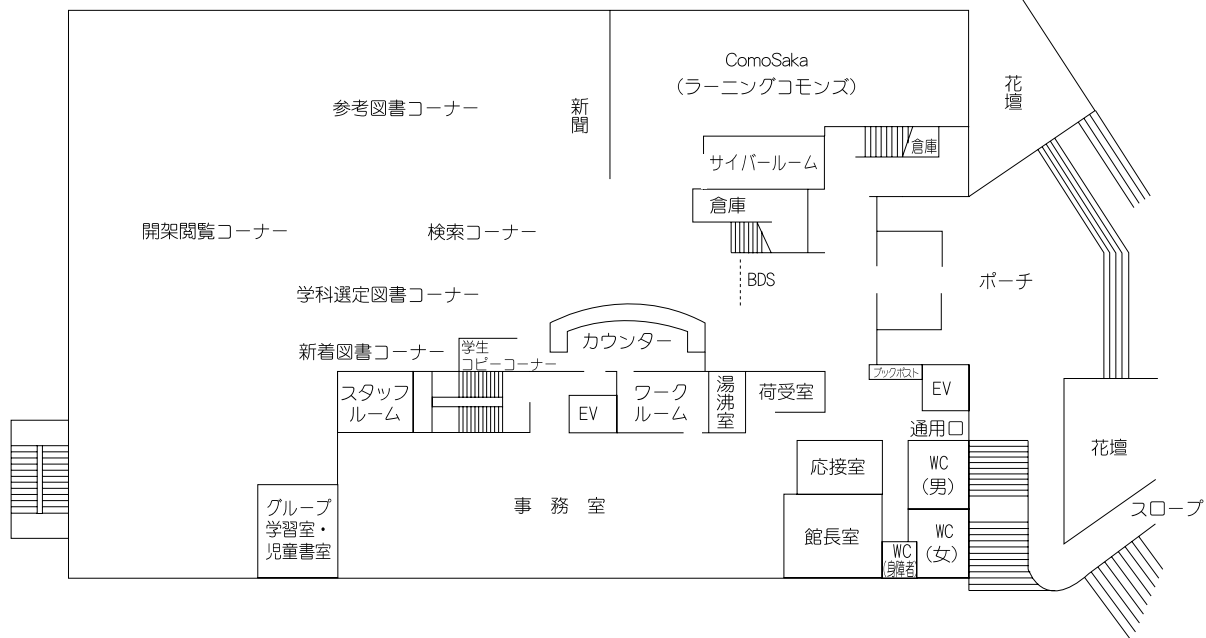 ComoSaka
(ラーニングコモンズ)
花壇
参考図書コーナー
新聞
倉庫
サイバールーム
倉庫
開架閲覧コーナー
検索コーナー
BDS
ポーチ
学科選定図書コーナー
カウンター
新着図書コーナー
学生
コピーコーナー
ブックポスト
スタッフ
ルーム
EV
ワーク
ルーム
湯沸室
荷受室
EV
通用口
花壇
応接室
WC
(男)
グループ
学習室・
児童書室
事務室
スロープ
館長室
WC
(女)
WC
(身障者)